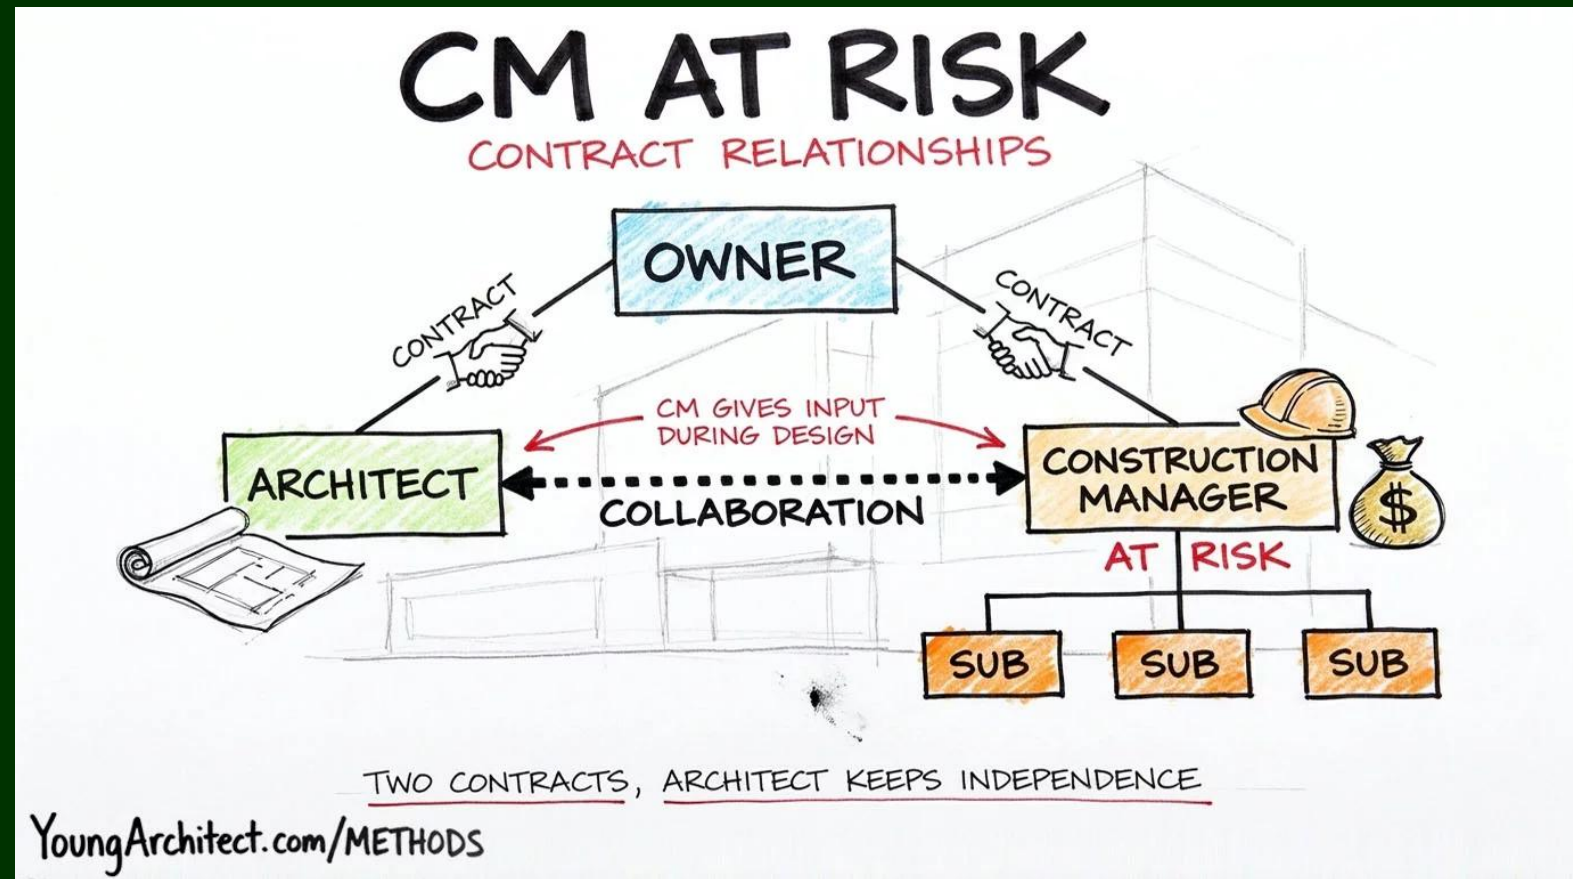 CM AT RISK
CONTRACT RELATIONSHIPS
OWNER
CONTRACT
CONTRACT
CM GIVES INPUT
DURING DESIGN
ARCHITECT
COLLABORATION
CONSTRUCTION
MANAGER
$
AT RISK
SUB
SUB
SUB
TWO CONTRACTS, ARCHITECT KEEPS INDEPENDENCE
YoungArchitect.com/METHODS